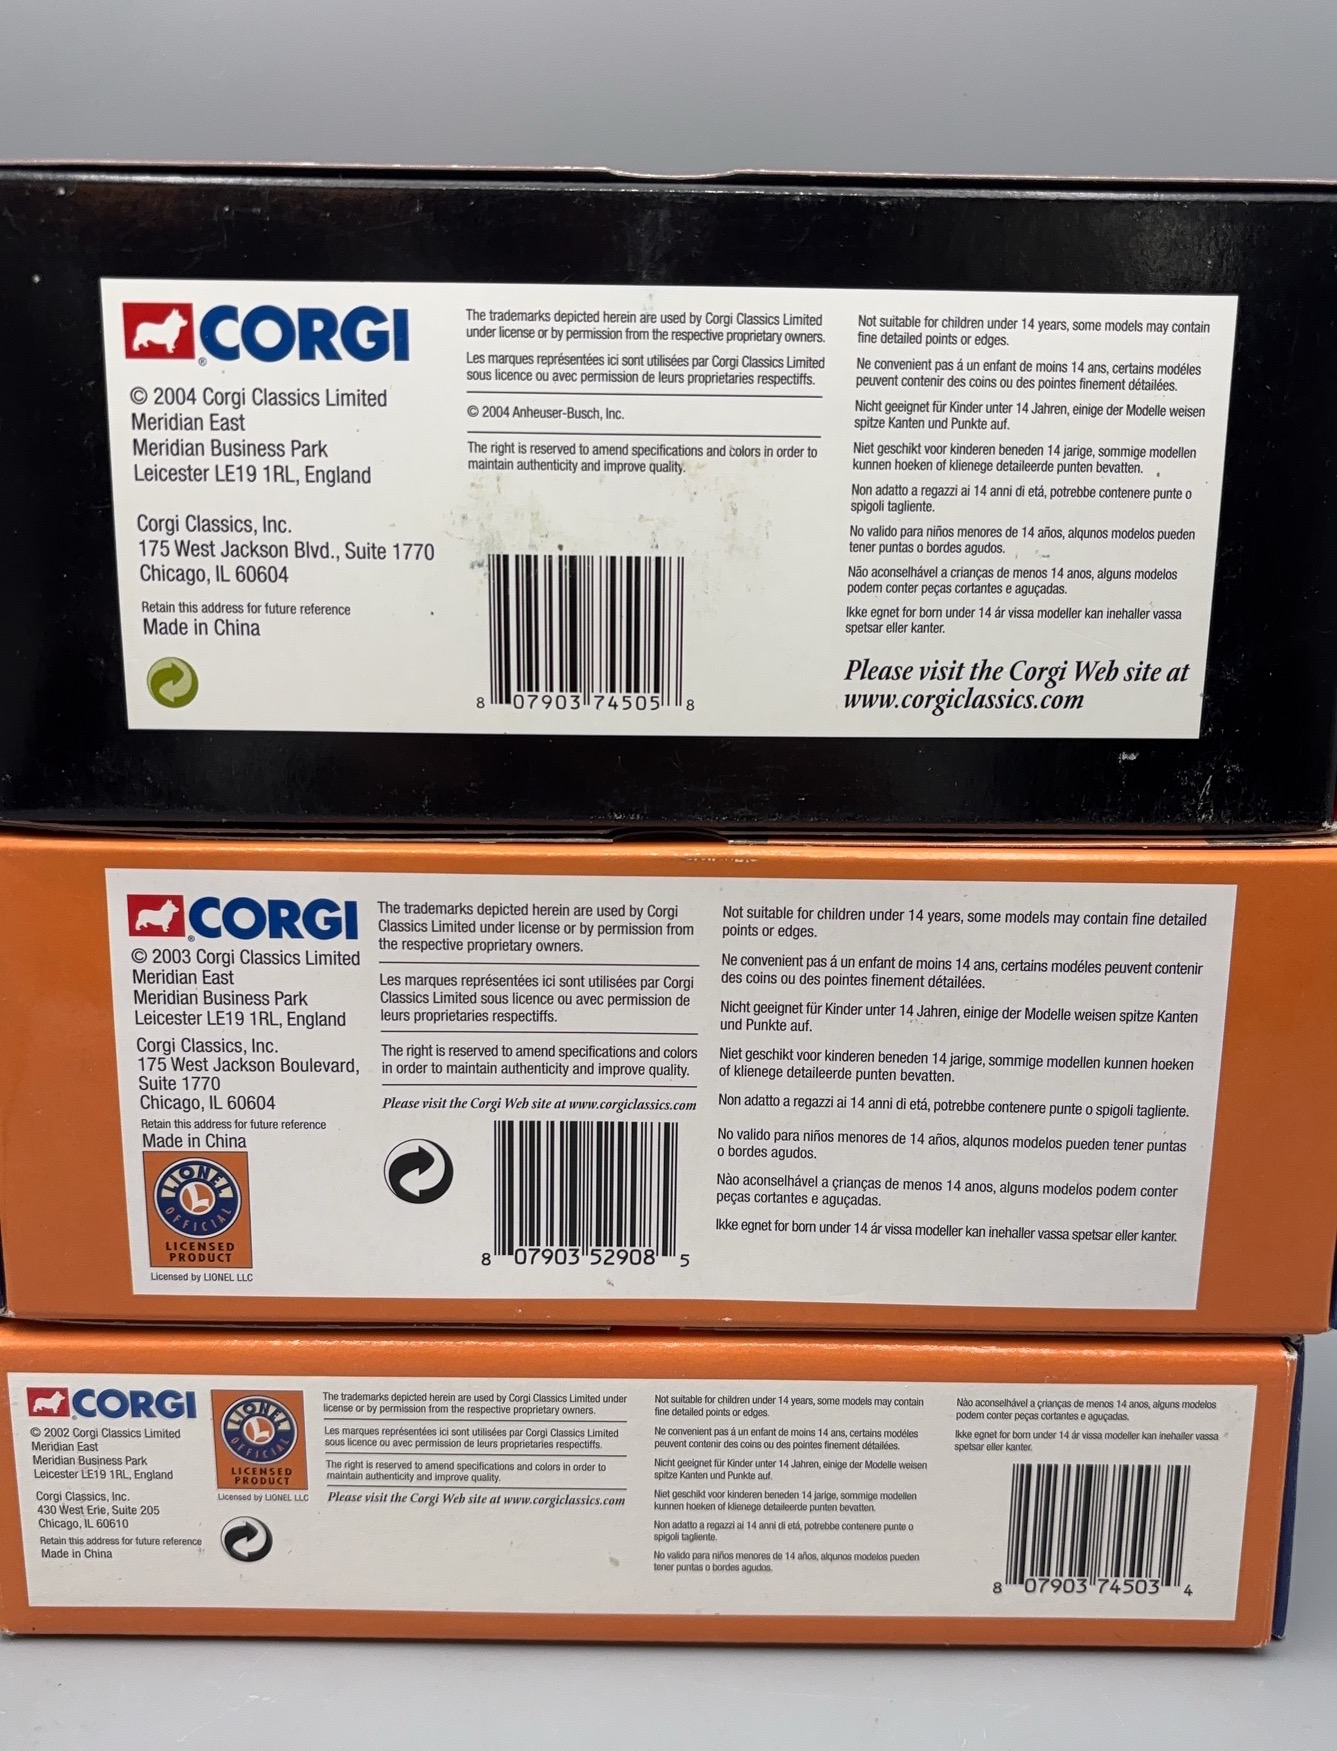 CORGI
© 2004 Corgi Classics Limited
Meridian East
Meridian Business Park
Leicester LE19 1RL, England
Corgi Classics, Inc.
175 West Jackson Blvd., Suite 1770
Chicago, IL 60604
Retain this address for future reference
Made in China
The trademarks depicted herein are used by Corgi Classics Limited
under license or by permission from the respective proprietary owners.
Les marques représentées ici sont utilisées par Corgi Classics Limited
sous licence ou avec permission de leurs proprietaries respectiffs.
© 2004 Anheuser-Busch, Inc.
The right is reserved to amend specifications and colors in order to
maintain authenticity and improve quality.
8 07903 74505 8
Not suitable for children under 14 years, some models may contain
fine detailed points or edges.
Ne convenient pas á un enfant de moins 14 ans, certains modéles
peuvent contenir des coins ou des pointes finement détailées.
Nicht geeignet für Kinder unter 14 Jahren, einige der Modelle weisen
spitze Kanten und Punkte auf.
Niet geschikt voor kinderen beneden 14 jarige, sommige modellen
kunnen hoeken of klienege detaileerde punten bevatten.
Non adatto a regazzi ai 14 anni di etá, potrebbe contenere punte o
spigoli tagliente.
No valido para niños menores de 14 años, alqunos modelos pueden
tener puntas o bordes agudos.
Não aconselhável a crianças de menos 14 anos, alguns modelos
podem conter peças cortantes e aguçadas.
Ikke egnet for born under 14 ár vissa modeller kan inehaller vassa
spetsar eller kanter.
Please visit the Corgi Web site at
www.corgiclassics.com
CORGI
© 2003 Corgi Classics Limited
Meridian East
Meridian Business Park
Leicester LE19 1RL, England
Corgi Classics, Inc.
175 West Jackson Boulevard,
Suite 1770
Chicago, IL 60604
Retain this address for future reference
Made in China
LIONEL
L
OFFICIAL
LICENSED
PRODUCT
Licensed by LIONEL LLC
The trademarks depicted herein are used by Corgi
Classics Limited under license or by permission from
the respective proprietary owners.
Les marques représentées ici sont utilisées par Corgi
Classics Limited sous licence ou avec permission de
leurs proprietaries respectiffs.
The right is reserved to amend specifications and colors
in order to maintain authenticity and improve quality.
Please visit the Corgi Web site at www.corgiclassics.com
8 07903 52908 5
Not suitable for children under 14 years, some models may contain fine detailed
points or edges.
Ne convenient pas á un enfant de moins 14 ans, certains modéles peuvent contenir
des coins ou des pointes finement détailées.
Nicht geeignet für Kinder unter 14 Jahren, einige der Modelle weisen spitze Kanten
und Punkte auf.
Niet geschikt voor kinderen beneden 14 jarige, sommige modellen kunnen hoeken
of klienege detaileerde punten bevatten.
Non adatto a regazzi ai 14 anni di etá, potrebbe contenere punte o spigoli tagliente.
No valido para niños menores de 14 años, alqunos modelos pueden tener puntas
o bordes agudos.
Nào aconselhável a çrianças de menos 14 anos, alguns modelos podem conter
peças cortantes e aguçadas.
Ikke egnet for born under 14 ár vissa modeller kan inehaller vassa spetsar eller kanter.
CORGI
© 2002 Corgi Classics Limited
Meridian East
Meridian Business Park
Leicester LE19 1RL, England
Corgi Classics, Inc.
430 West Erie, Suite 205
Chicago, IL 60610
Retain this address for future reference
Made in China
LIONEL
L
OFFICIAL
LICENSED
PRODUCT
Licensed by LIONEL LLC
The trademarks depicted herein are used by Corgi Classics Limited under
license or by permission from the respective proprietary owners.
Les marques représentées ici sont utilisées par Corgi Classics Limited
sous licence ou avec permission de leurs proprietaries respectiffs.
The right is reserved to amend specifications and colors in order to
maintain authenticity and improve quality.
Please visit the Corgi Web site at www.corgiclassics.com
Not suitable for children under 14 years, some models may contain
fine detailed points or edges.
Ne convenient pas á un enfant de moins 14 ans, certains modéles
peuvent contenir des coins ou des pointes finement détailées.
Nicht geeignet für Kinder unter 14 Jahren, einige der Modelle weisen
spitze Kanten und Punkte auf.
Niet geschikt voor kinderen beneden 14 jarige, sommige modellen
kunnen hoeken of klienege detaileerde punten bevatten.
Non adatto a regazzi ai 14 anni di etá, potrebbe contenere punte o
spigoli tagliente.
No valido para niños menores de 14 años, alqunos modelos pueden
tener puntas o bordes agudos.
Nào aconselhável a çrianças de menos 14 anos, alguns modelos
podem conter peças cortantes e aguçadas.
Ikke egnet for born under 14 ár vissa modeller kan inehaller vassa
spetsar eller kanter.
8 07903 74503 4